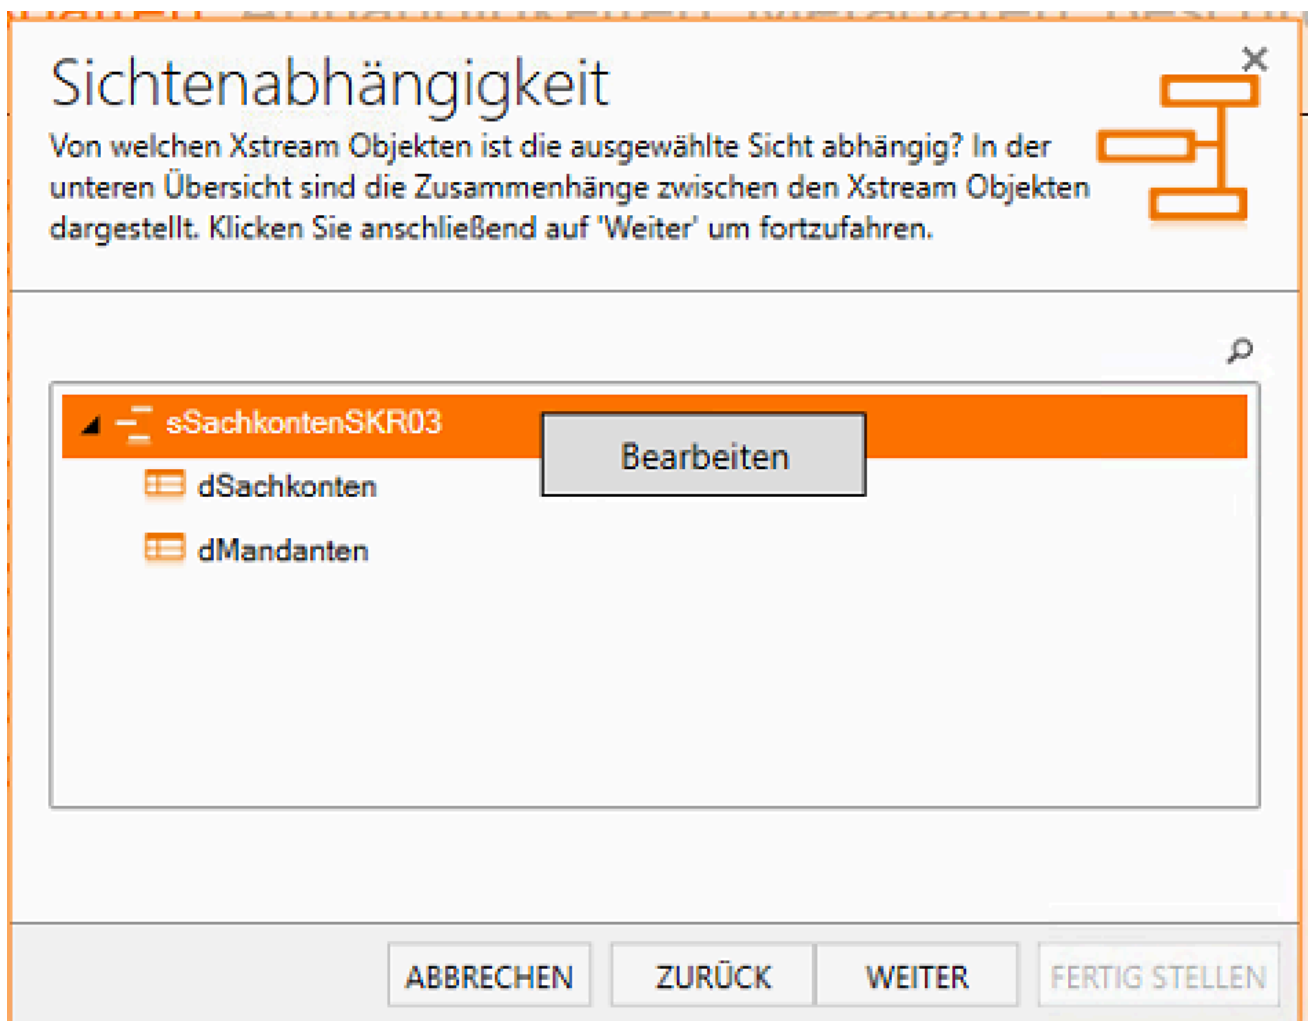 Sichtenabhängigkeit
Von welchen Xstream Objekten ist die ausgewählte Sicht abhängig? In der
unteren Übersicht sind die Zusammenhänge zwischen den Xstream Objekten
dargestellt. Klicken Sie anschließend auf 'Weiter' um fortzufahren.
sSachkontenSKR03
Bearbeiten
dSachkonten
dMandanten
ABBRECHEN ZURÜCK WEITER FERTIG STELLEN